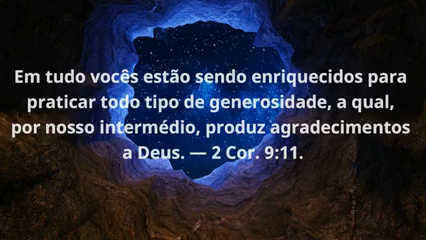 Em tudo vocês estão sendo enriquecidos para
praticar todo tipo de generosidade, a qual,
por nosso intermédio, produz agradecimentos
a Deus. — 2 Cor. 9:11.